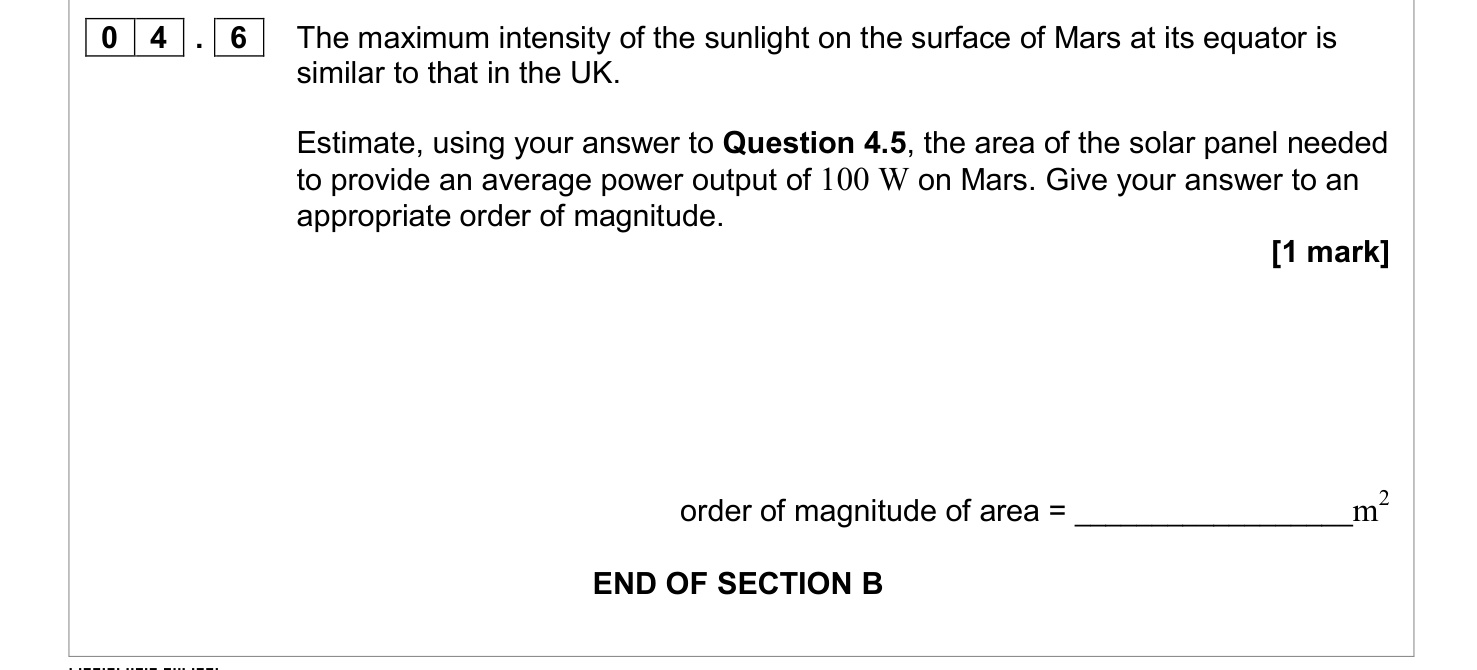 0 4 . 6 The maximum intensity of the sunlight on the surface of Mars at its equator is
similar to that in the UK.
Estimate, using your answer to Question 4.5, the area of the solar panel needed
to provide an average power output of 100 W on Mars. Give your answer to an
appropriate order of magnitude.
[1 mark]
order of magnitude of area = __________________ m²
END OF SECTION B